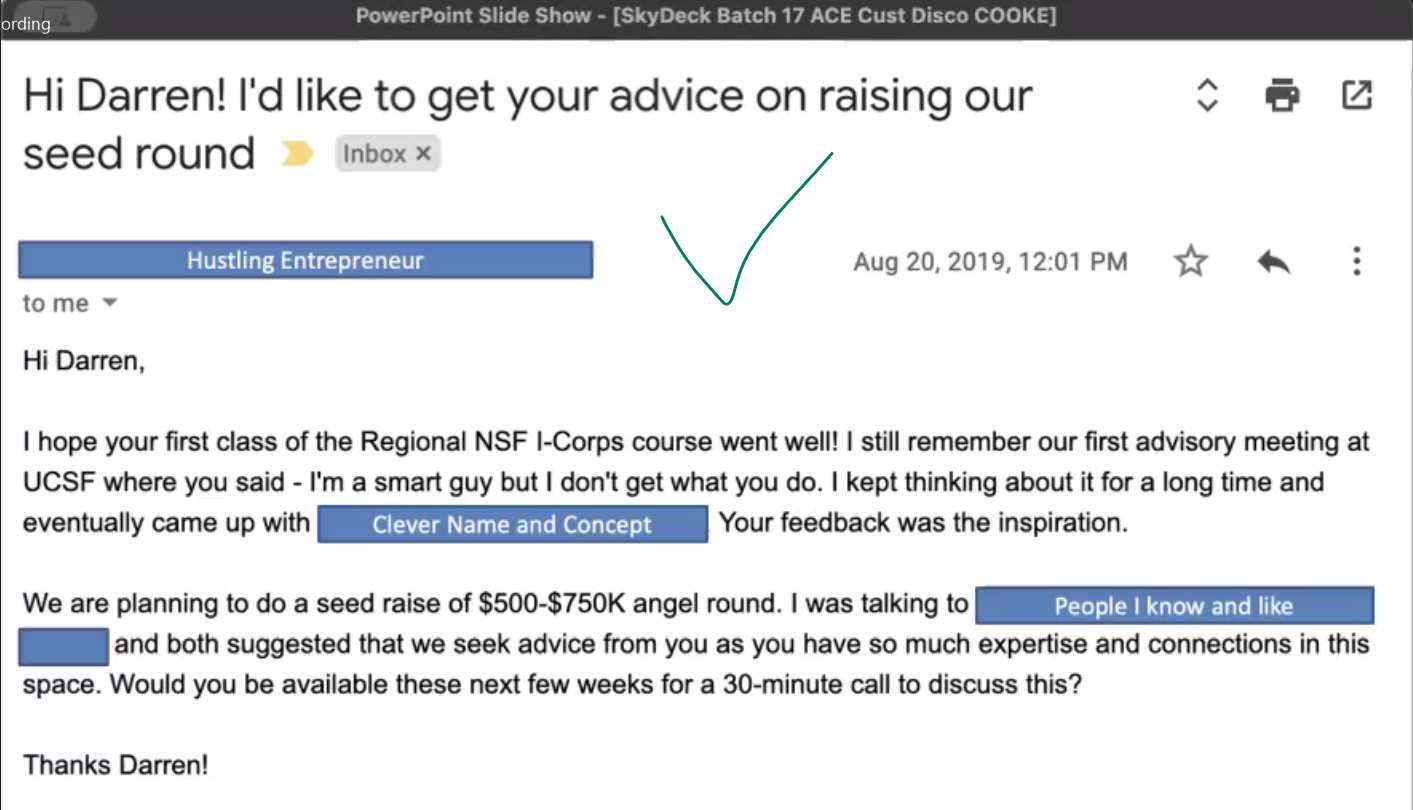 ording
PowerPoint Slide Show - [SkyDeck Batch 17 ACE Cust Disco COOKE]
Hi Darren! I'd like to get your advice on raising our
seed round Inbox ×
Hustling Entrepreneur
Aug 20, 2019, 12:01 PM
to me
Hi Darren,
I hope your first class of the Regional NSF I-Corps course went well! I still remember our first advisory meeting at
UCSF where you said - I'm a smart guy but I don't get what you do. I kept thinking about it for a long time and
eventually came up with Clever Name and Concept. Your feedback was the inspiration.
We are planning to do a seed raise of $500-$750K angel round. I was talking to People I know and like
and both suggested that we seek advice from you as you have so much expertise and connections in this
space. Would you be available these next few weeks for a 30-minute call to discuss this?
Thanks Darren!